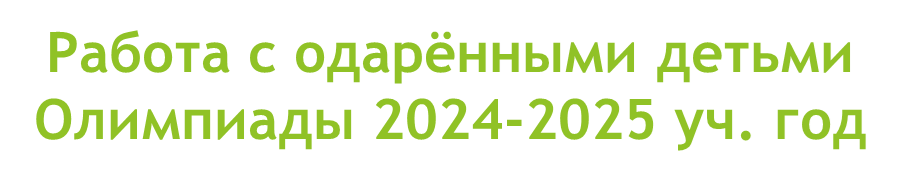 Работа с одарёнными детьми
Олимпиады 2024-2025 уч. год